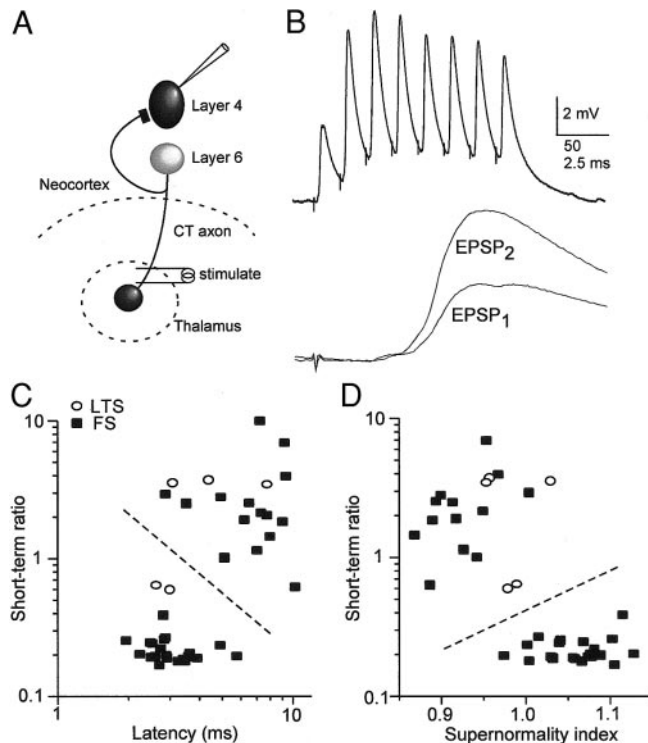 A
Layer 4
Layer 6
Neocortex
CT axon
stimulate
Thalamus
B
2 mV
50
2.5 ms
EPSP2
EPSP1
C
LTS
FS
Short-term ratio
10
1
0.1
1
10
Latency (ms)
D
Short-term ratio
10
1
0.1
0.9
1.0
1.1
Supernormality index